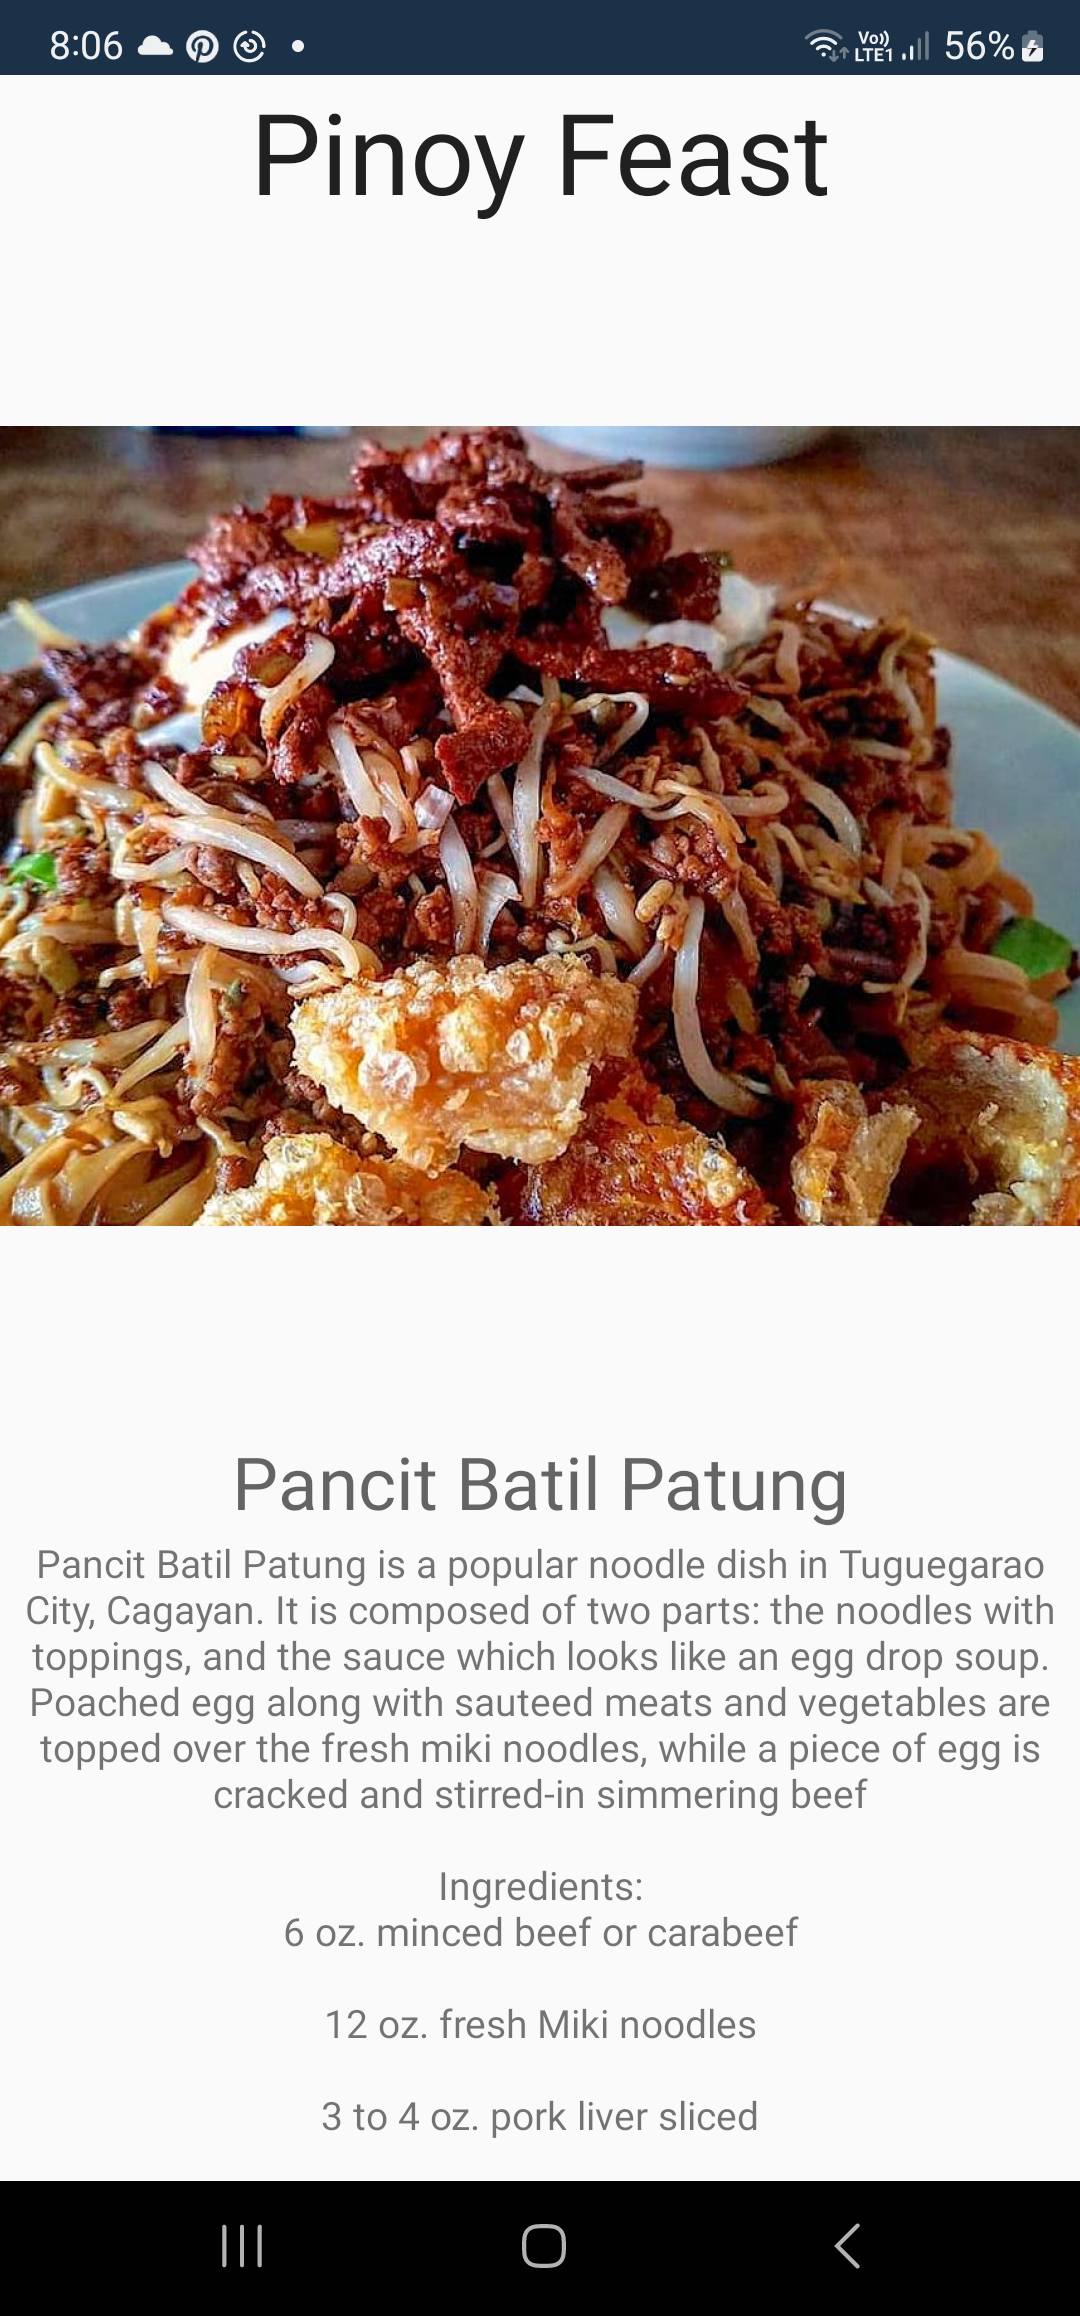 8:06
Vo)) LTE1 56%
Pinoy Feast
Pancit Batil Patung
Pancit Batil Patung is a popular noodle dish in Tuguegarao
City, Cagayan. It is composed of two parts: the noodles with
toppings, and the sauce which looks like an egg drop soup.
Poached egg along with sauteed meats and vegetables are
topped over the fresh miki noodles, while a piece of egg is
cracked and stirred-in simmering beef
Ingredients:
6 oz. minced beef or carabeef
12 oz. fresh Miki noodles
3 to 4 oz. pork liver sliced